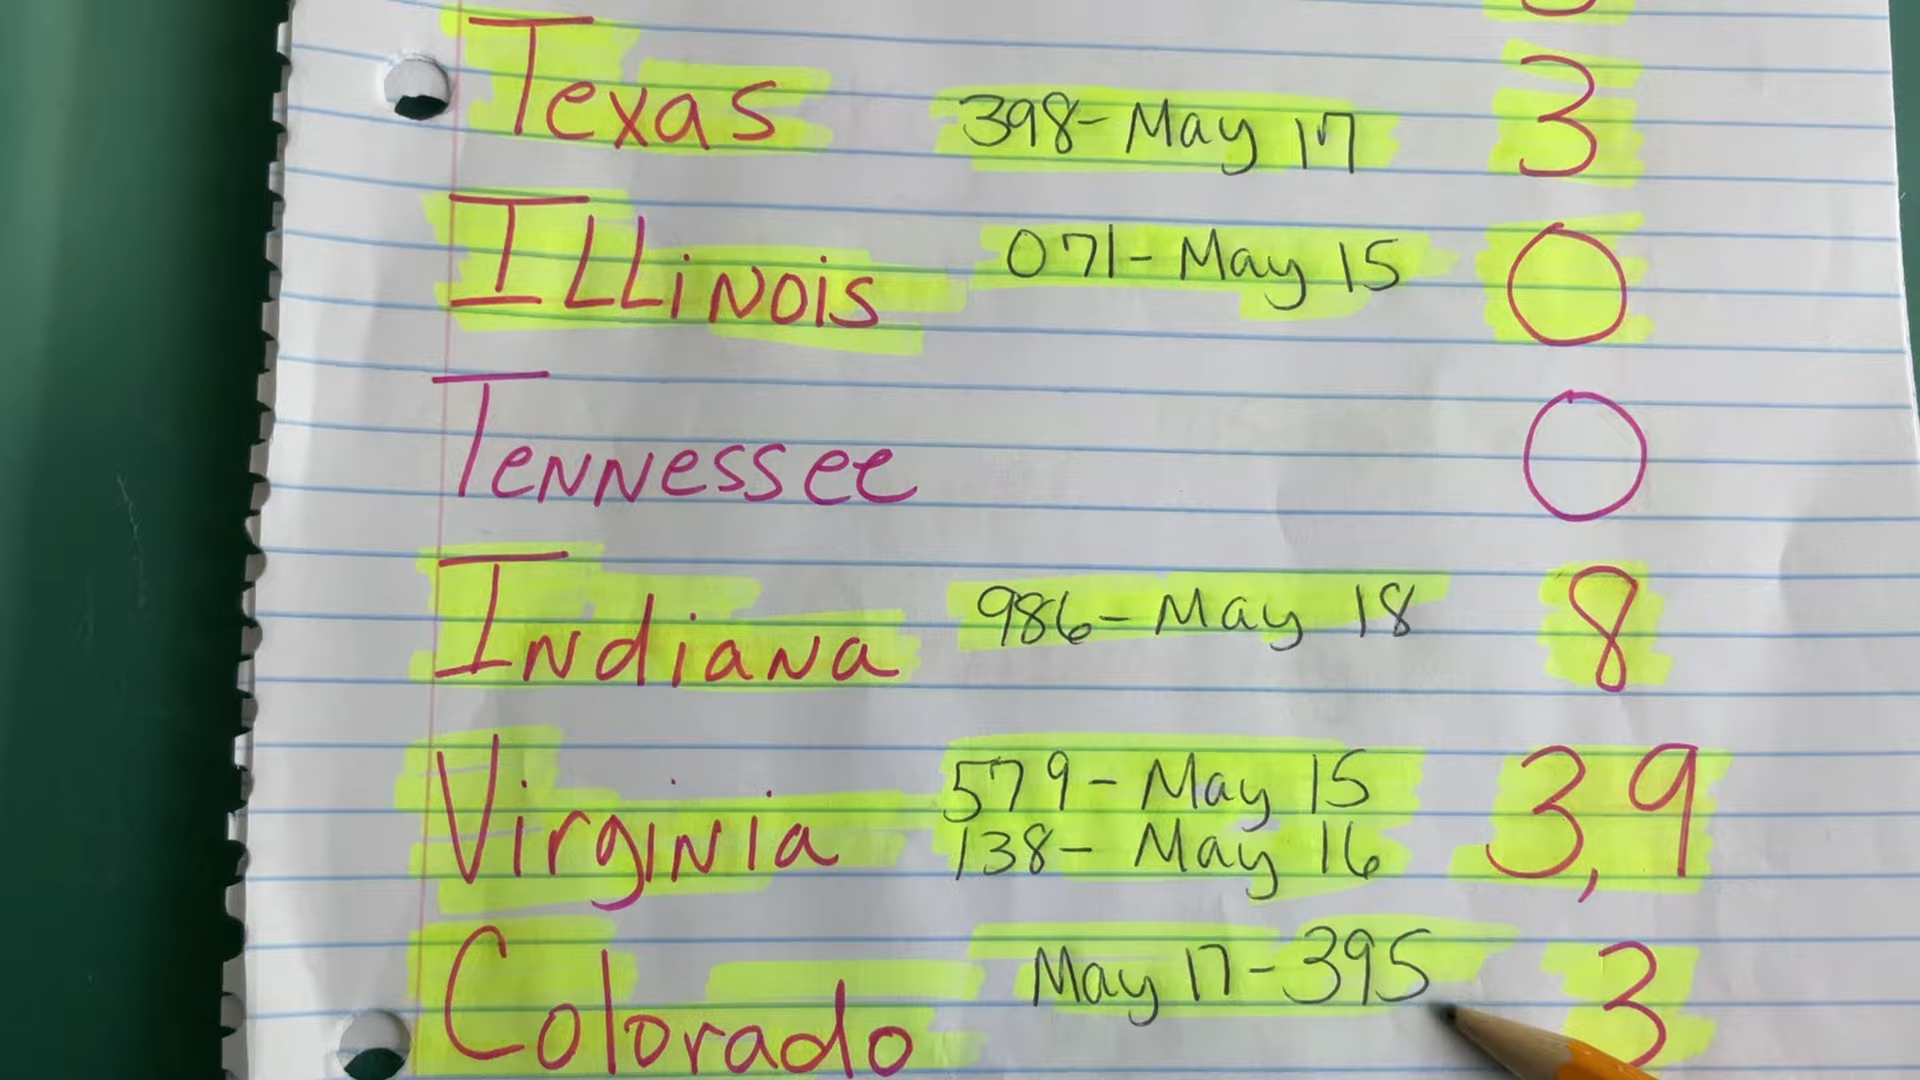 Texas 398- May 17 3
ILLiNois 071- May 15 0
Tennessee 0
Indiana 986- May 18 8
Virginia 579- May 15 3,9
138- May 16
Colorado May 17-395 3